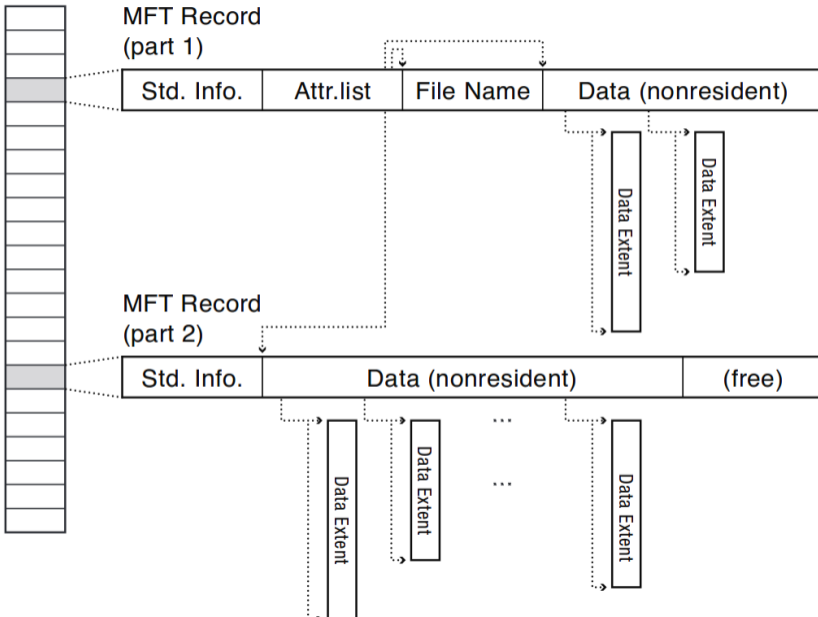 MFT Record
(part 1)
Std. Info.
Attr.list
File Name
Data (nonresident)
Data Extent
Data Extent
MFT Record
(part 2)
Std. Info.
Data (nonresident)
(free)
Data Extent
Data Extent
...
...
Data Extent